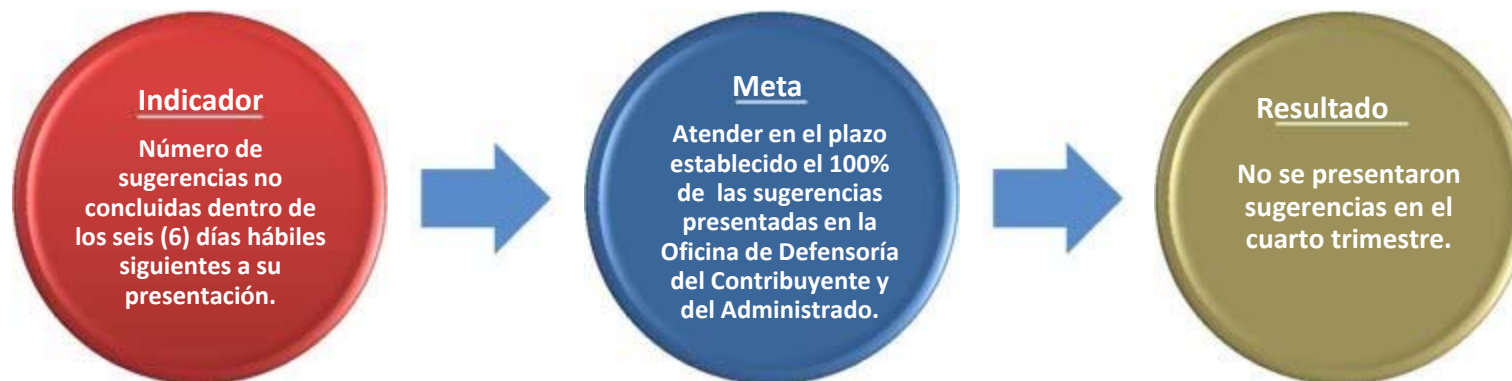 Indicador
Número de
sugerencias no
concluidas dentro de
los seis (6) días hábiles
siguientes a su
presentación.
Meta
Atender en el plazo
establecido el 100%
de las sugerencias
presentadas en la
Oficina de Defensoría
del Contribuyente y
del Administrado.
Resultado
No se presentaron
sugerencias en el
cuarto trimestre.